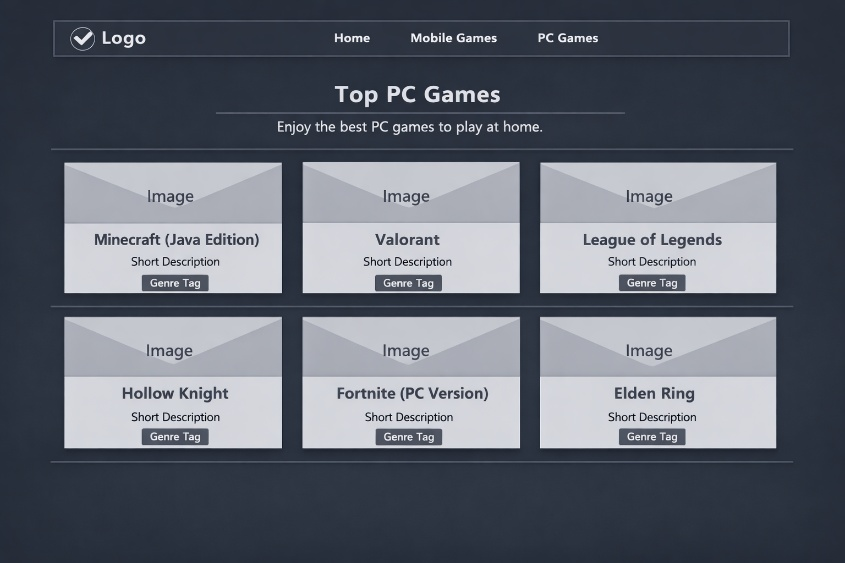 Logo
Home Mobile Games PC Games
Top PC Games
Enjoy the best PC games to play at home.
Image Image Image
Minecraft (Java Edition) Valorant League of Legends
Short Description Short Description Short Description
Genre Tag Genre Tag Genre Tag
Image Image Image
Hollow Knight Fortnite (PC Version) Elden Ring
Short Description Short Description Short Description
Genre Tag Genre Tag Genre Tag